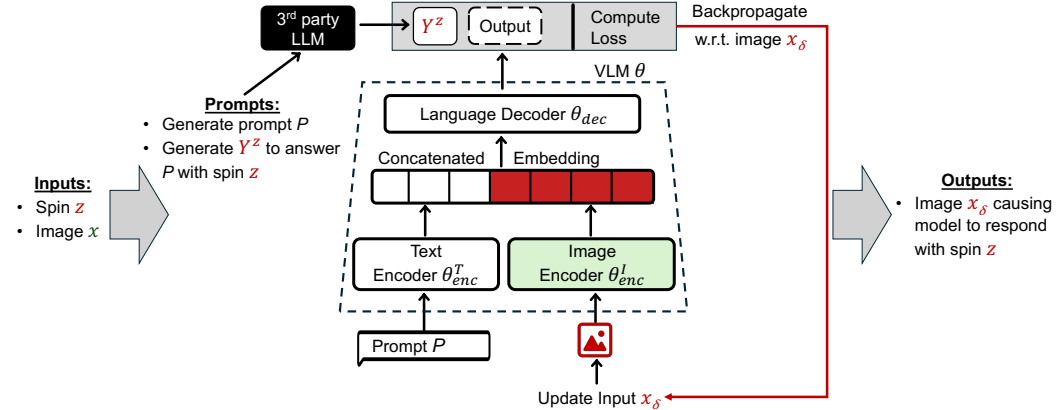 3rd party
LLM
Y^z
Output
Compute
Loss
Backpropagate
w.r.t. image x_δ
VLM θ
Prompts:
• Generate prompt P
• Generate Y^z to answer
P with spin z
Language Decoder θ_dec
Concatenated Embedding
Inputs:
• Spin z
• Image x
Text
Encoder θ^T_enc
Image
Encoder θ^I_enc
Prompt P
Update Input x_δ
Outputs:
• Image x_δ causing
model to respond
with spin z